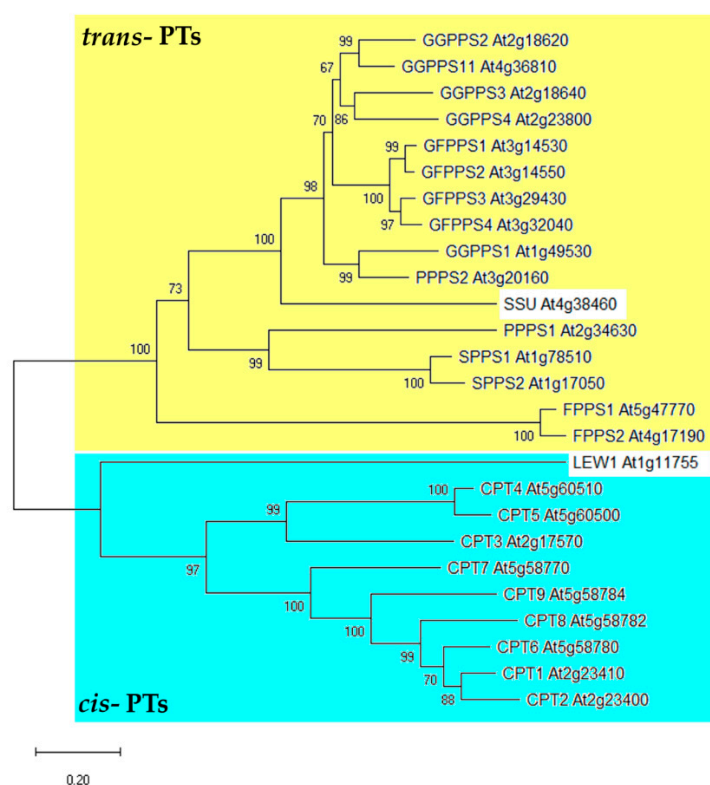 trans- PTs
99
GGPPS2 At2g18620
67
GGPPS11 At4g36810
GGPPS3 At2g18640
70
86
GGPPS4 At2g23800
99
GFPPS1 At3g14530
GFPPS2 At3g14550
98
100
GFPPS3 At3g29430
97
GFPPS4 At3g32040
100
GGPPS1 At1g49530
99
PPPS2 At3g20160
73
SSU At4g38460
PPPS1 At2g34630
100
99
SPPS1 At1g78510
100
SPPS2 At1g17050
FPPS1 At5g47770
100
FPPS2 At4g17190
LEW1 At1g11755
100
CPT4 At5g60510
99
CPT5 At5g60500
CPT3 At2g17570
97
CPT7 At5g58770
100
CPT9 At5g58784
100
CPT8 At5g58782
99
CPT6 At5g58780
70
CPT1 At2g23410
88
CPT2 At2g23400
cis- PTs
0.20